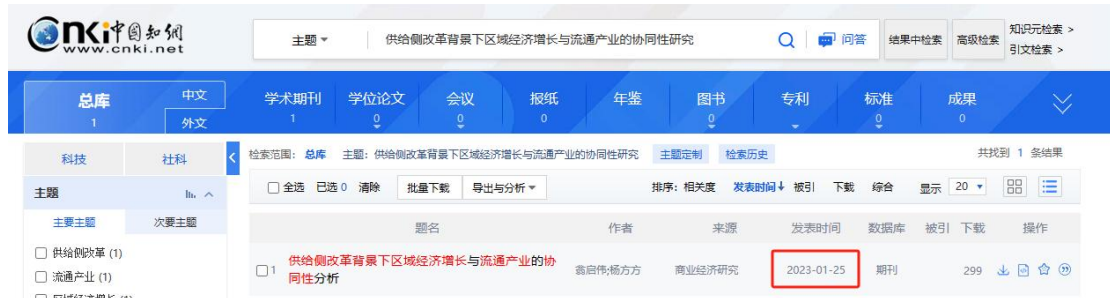 Cnki中国知网
www.cnki.net
主题
供给侧改革背景下区域经济增长与流通产业的协同性研究
问答
结果中检索
高级检索
知识元检索 >
引文检索 >
总库
1
中文
外文
学术期刊
1
学位论文
0
会议
0
报纸
0
年鉴
图书
0
专利
标准
0
成果
0
科技
社科
检索范围：总库 主题：供给侧改革背景下区域经济增长与流通产业的协同性研究 主题定制 检索历史 共找到 1 条结果
主题
全选 已选 0 清除 批量下载 导出与分析 排序：相关度 发表时间↓ 被引 下载 综合 显示 20
主要主题 次要主题
供给侧改革 (1)
流通产业 (1)
题名 作者 来源 发表时间 数据库 被引 下载 操作
1 供给侧改革背景下区域经济增长与流通产业的协
同性分析
翁启伟;杨方方 商业经济研究 2023-01-25 期刊 299